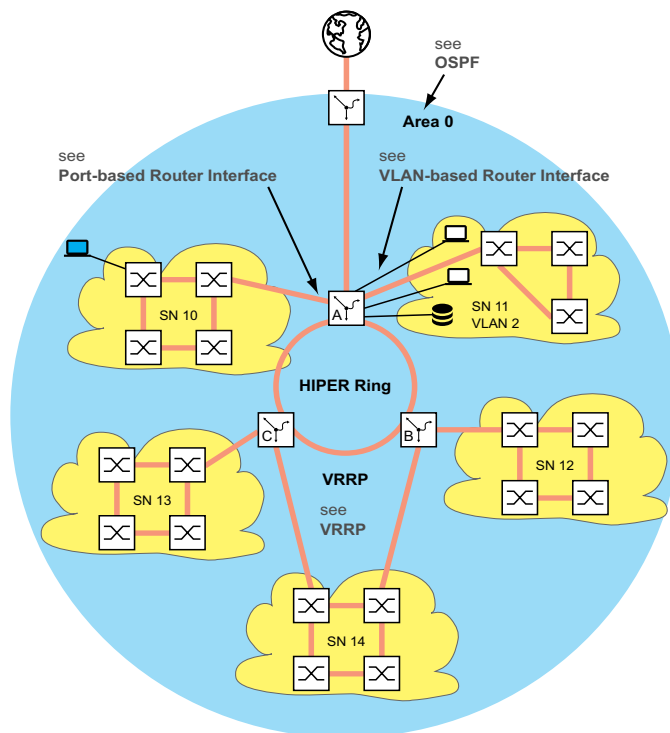 see
OSPF
Area 0
see
Port-based Router Interface
see
VLAN-based Router Interface
SN 10
A
SN 11
VLAN 2
HIPER Ring
C
B
SN 13
VRRP
SN 12
see
VRRP
SN 14